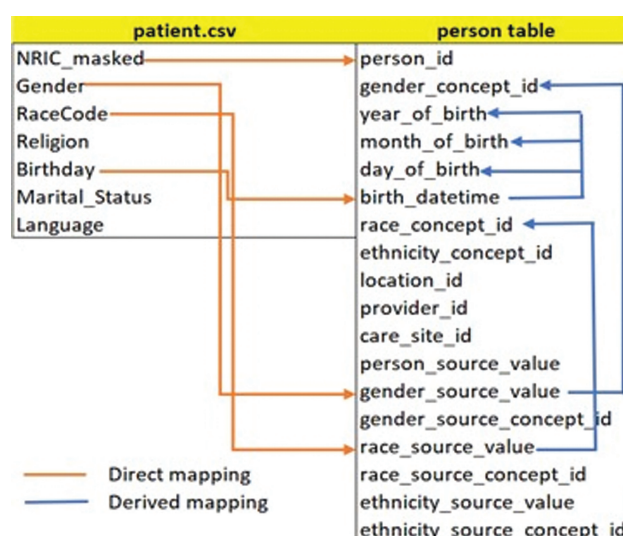 patient.csv
NRIC_masked
Gender
RaceCode
Religion
Birthday
Marital_Status
Language
person table
person_id
gender_concept_id
year_of_birth
month_of_birth
day_of_birth
birth_datetime
race_concept_id
ethnicity_concept_id
location_id
provider_id
care_site_id
person_source_value
gender_source_value
gender_source_concept_id
race_source_value
race_source_concept_id
ethnicity_source_value
ethnicity_source_concept_id
Direct mapping
Derived mapping